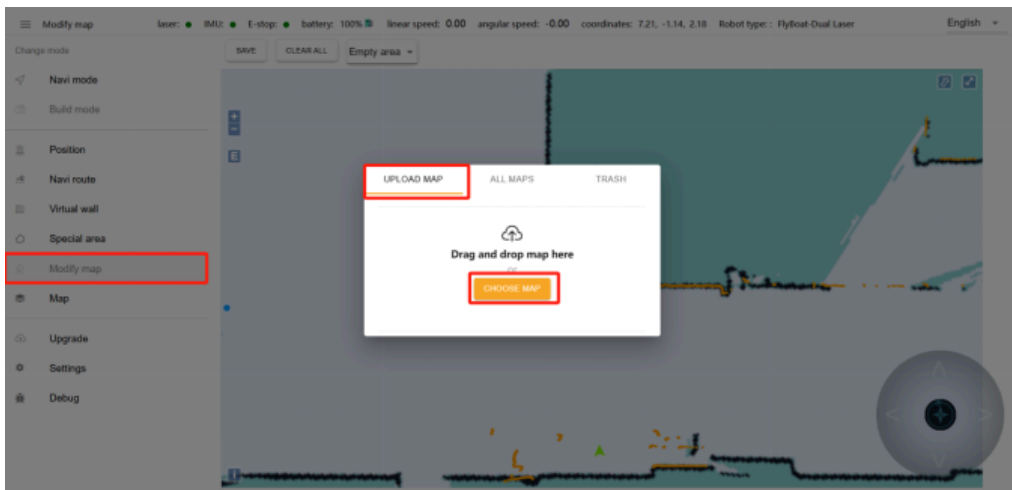 Modify map laser: IMU: E-stop: battery: 100% linear speed: 0.00 angular speed: -0.00 coordinates: 7.21, -1.14, 2.18 Robot type: : FlyBoat-Dual Laser English
Change mode
SAVE CLEAR ALL Empty area
Navi mode
Build mode
Position
Navi route
Virtual wall
Special area
Modify map
Map
Upgrade
Settings
Debug
UPLOAD MAP ALL MAPS TRASH
Drag and drop map here
or
CHOOSE MAP